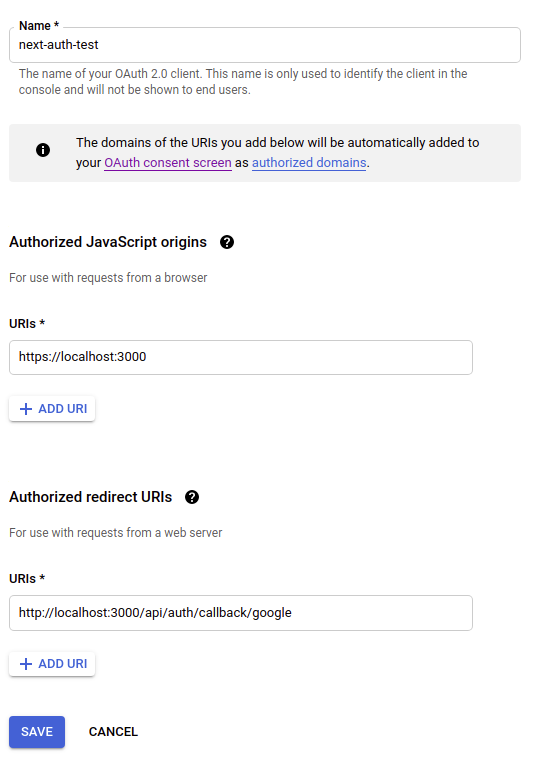 Name *
next-auth-test
The name of your OAuth 2.0 client. This name is only used to identify the client in the
console and will not be shown to end users.
The domains of the URIs you add below will be automatically added to
your OAuth consent screen as authorized domains.
Authorized JavaScript origins
For use with requests from a browser
URIs *
https://localhost:3000
ADD URI
Authorized redirect URIs
For use with requests from a web server
URIs *
http://localhost:3000/api/auth/callback/google
ADD URI
SAVE CANCEL